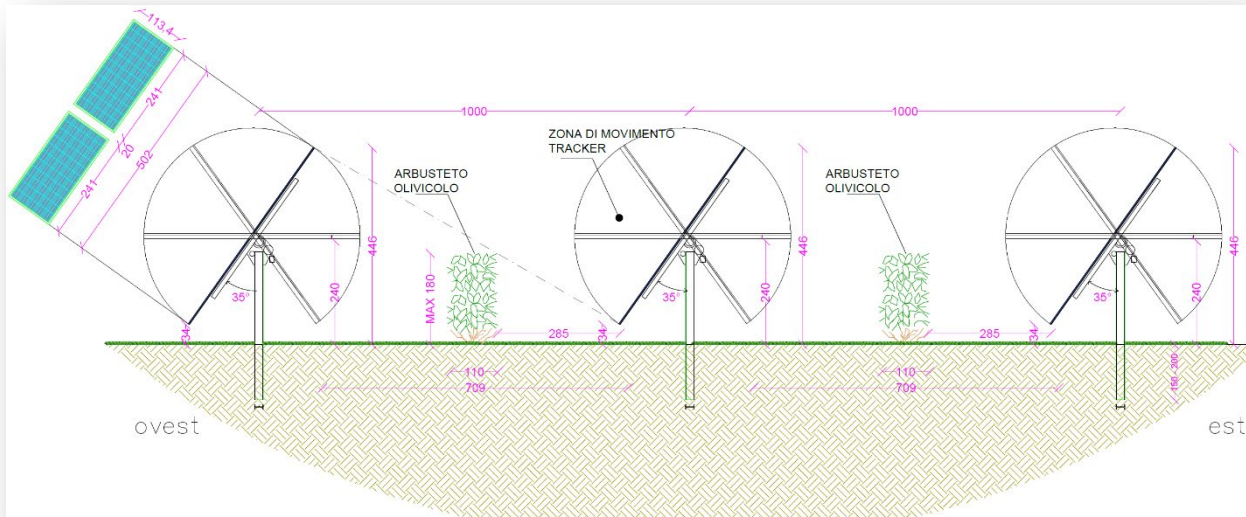 113,4
241
20
502
241
1000
1000
ZONA DI MOVIMENTO
TRACKER
ARBUSTETO
OLIVICOLO
ARBUSTETO
OLIVICOLO
446
446
446
240
240
240
35°
35°
35°
MAX 180
34
285
34
285
34
110
709
110
709
150 - 200
ovest
est